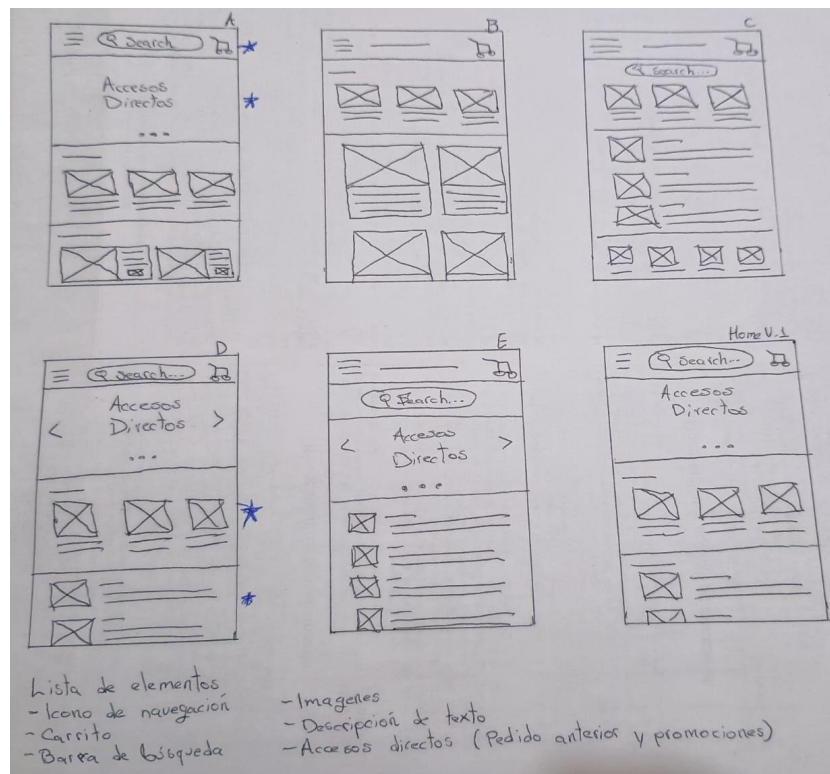 A
Search
Accesos
Directos
B
C
Search...
D
Search...
Accesos
Directos
E
Search...
Accesos
Directos
Home V.1
Search...
Accesos
Directos
Lista de elementos
- Icono de navegación
- Carrito
- Barra de búsqueda
- Imagenes
- Descripción de texto
- Accesos directos (Pedido anterior y promociones)